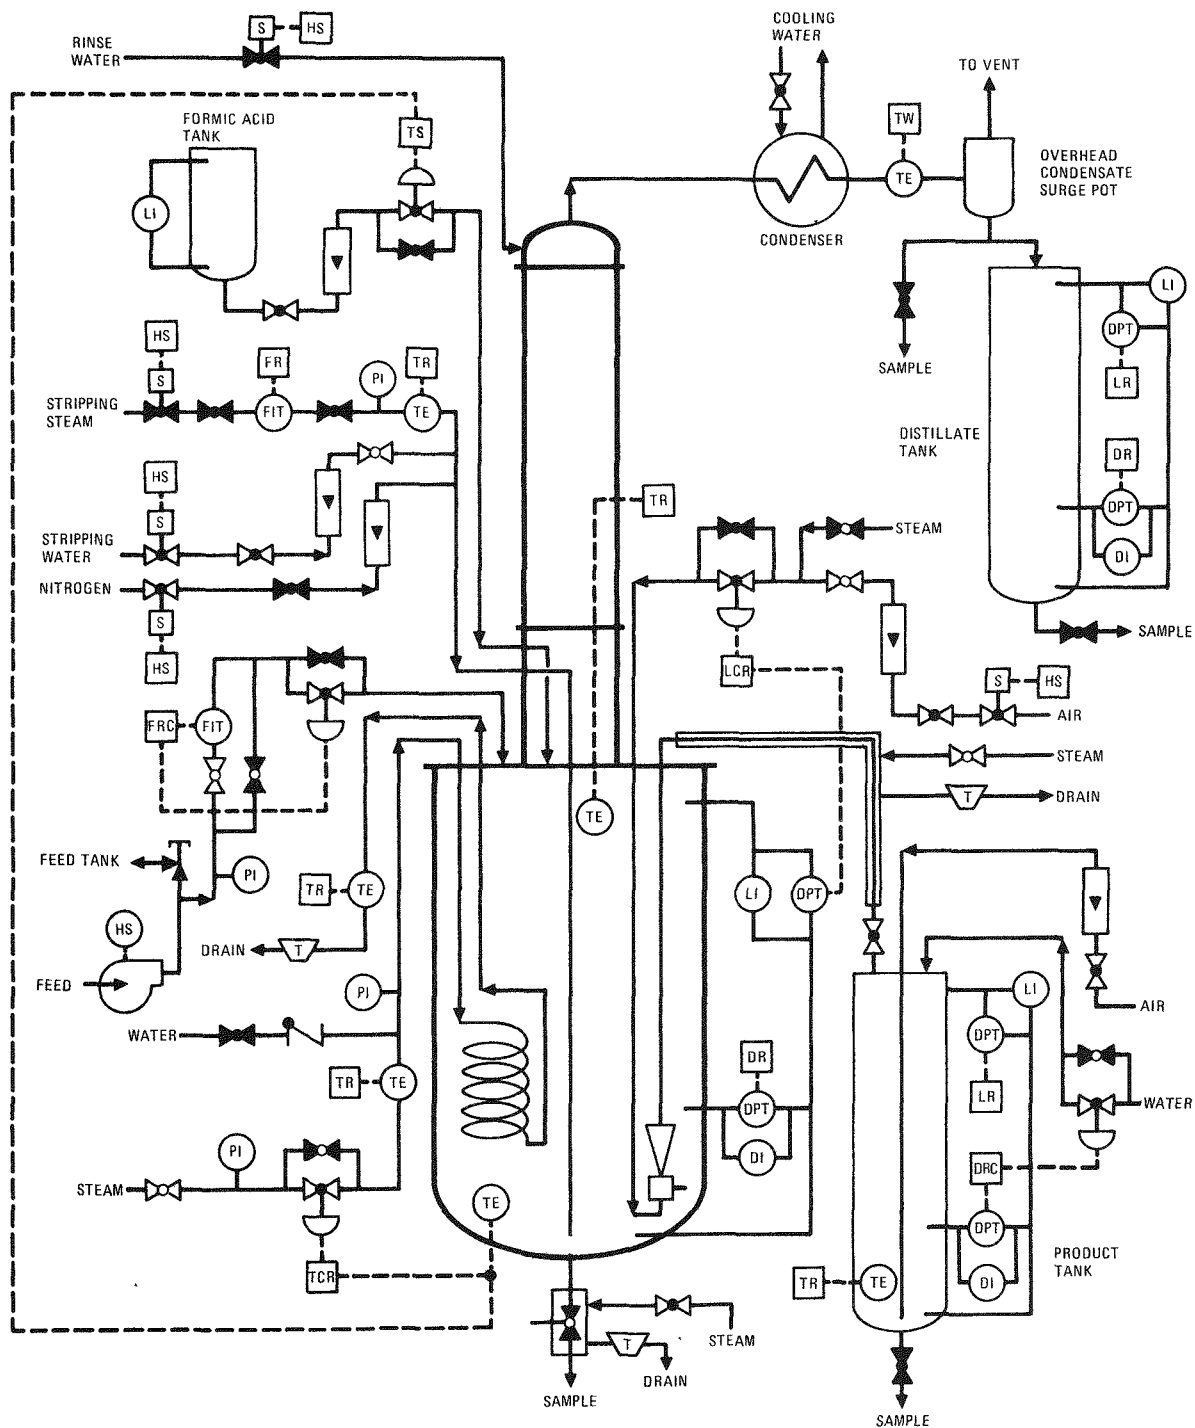 COOLING
WATER
S
HS
RINSE
WATER
TO VENT
FORMIC ACID
TANK
TS
TW
TE
OVERHEAD
CONDENSATE
SURGE POT
LI
CONDENSER
LI
HS
DPT
S
FR
PI
TR
SAMPLE
LR
STRIPPING
STEAM
FIT
TE
DISTILLATE
TANK
DR
HS
TR
DPT
S
STEAM
STRIPPING
WATER
DI
NITROGEN
S
SAMPLE
HS
LCR
S
HS
FRC
FIT
AIR
STEAM
T
DRAIN
TE
FEED TANK
PI
TR
TE
LI
DPT
HS
DRAIN
T
FEED
PI
LI
AIR
WATER
DPT
DR
TR
TE
LR
WATER
DPT
PI
DI
DRC
STEAM
TE
DPT
PRODUCT
TANK
TCR
TR
TE
DI
STEAM
T
DRAIN
SAMPLE
SAMPLE